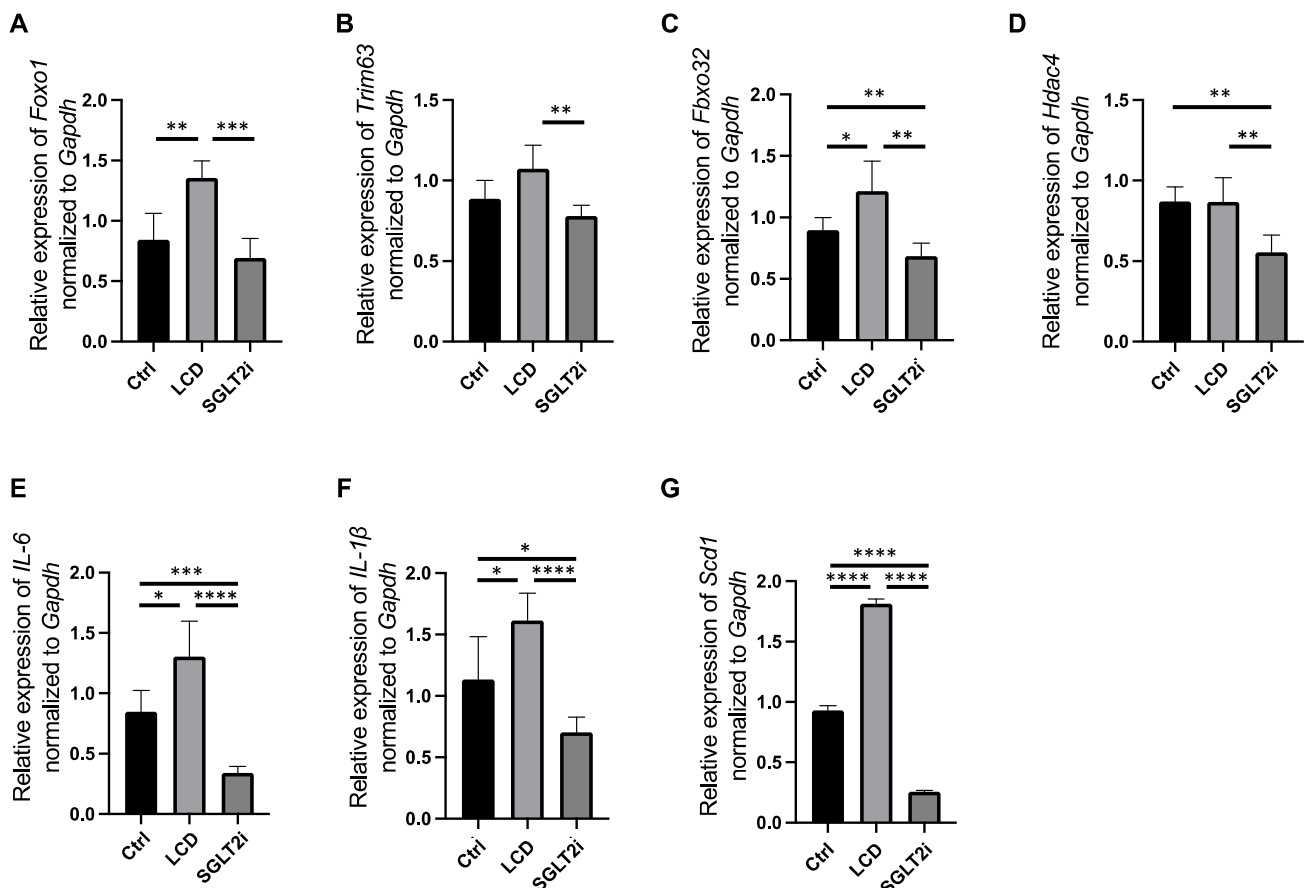 A
Relative expression of Foxo1
normalized to Gapdh
2.0
1.5
1.0
0.5
0.0
** ***
Ctrl
LCD
SGLT2i
B
Relative expression of Trim63
normalized to Gapdh
1.5
1.0
0.5
0.0
**
Ctrl
LCD
SGLT2i
C
Relative expression of Fbxo32
normalized to Gapdh
2.0
1.5
1.0
0.5
0.0
**
* **
Ctrl
LCD
SGLT2i
D
Relative expression of Hdac4
normalized to Gapdh
1.5
1.0
0.5
0.0
**
**
Ctrl
LCD
SGLT2i
E
Relative expression of IL-6
normalized to Gapdh
2.0
1.5
1.0
0.5
0.0
***
* ****
Ctrl
LCD
SGLT2i
F
Relative expression of IL-1β
normalized to Gapdh
2.0
1.5
1.0
0.5
0.0
*
* ****
Ctrl
LCD
SGLT2i
G
Relative expression of Scd1
normalized to Gapdh
2.0
1.5
1.0
0.5
0.0
****
**** ****
Ctrl
LCD
SGLT2i